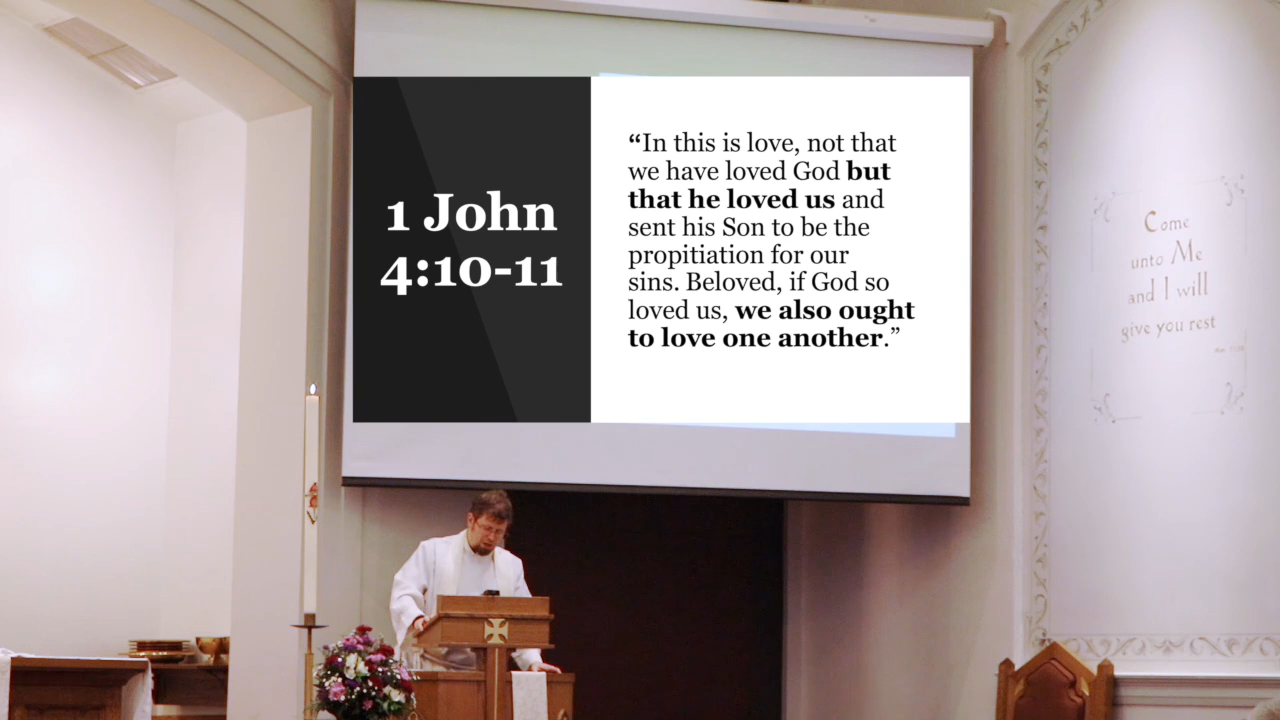 1 John
4:10-11
“In this is love, not that
we have loved God but
that he loved us and
sent his Son to be the
propitiation for our
sins. Beloved, if God so
loved us, we also ought
to love one another.”
Come
unto Me
and I will
give you rest